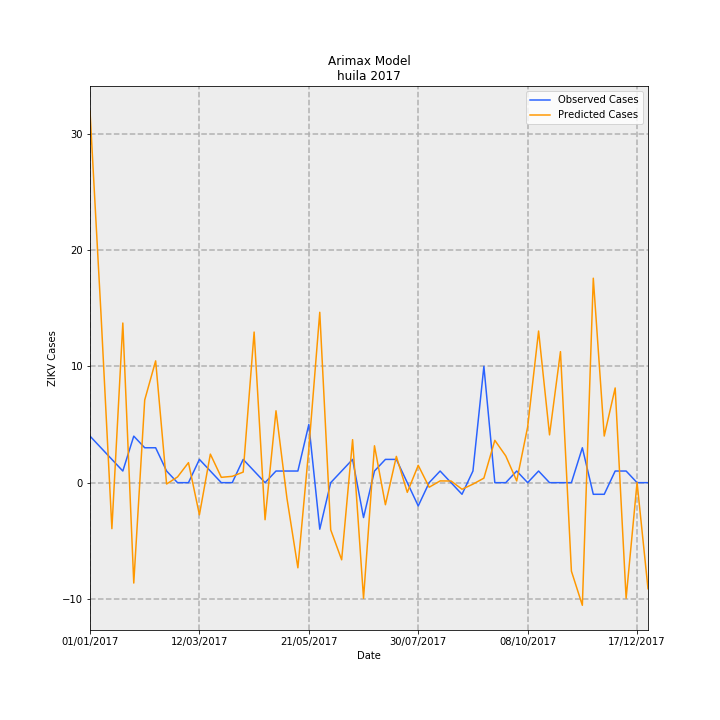 Arimax Model
huila 2017
Observed Cases
Predicted Cases
ZIKV Cases
30
20
10
0
−10
01/01/2017
12/03/2017
21/05/2017
30/07/2017
08/10/2017
17/12/2017
Date